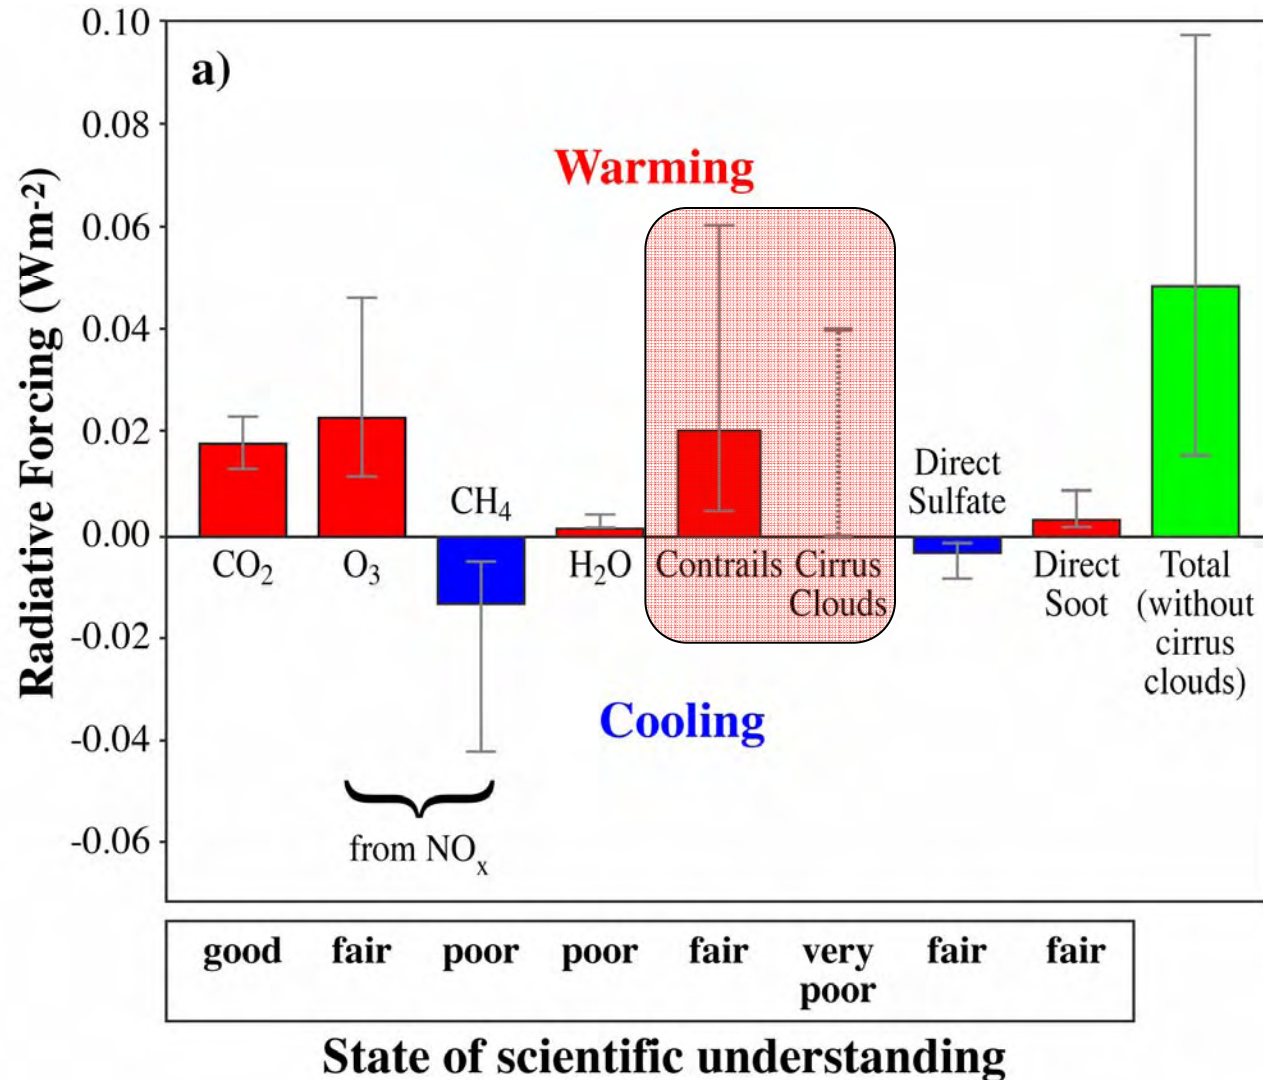 a)
Radiative Forcing (Wm-2)
0.10
0.08
0.06
0.04
0.02
0.00
-0.02
-0.04
-0.06
Warming
Cooling
CO2
O3
CH4
H2O
Contrails
Cirrus
Clouds
Direct
Sulfate
Direct
Soot
Total
(without
cirrus
clouds)
from NOx
good fair poor poor fair very poor fair fair
State of scientific understanding